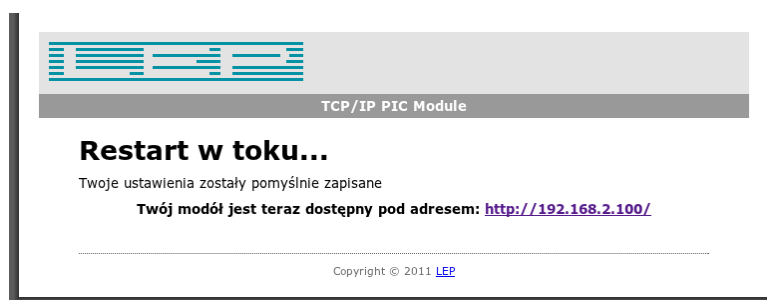 LEP
TCP/IP PIC Module
Restart w toku...
Twoje ustawienia zostały pomyślnie zapisane
Twój modół jest teraz dostępny pod adresem: http://192.168.2.100/
Copyright © 2011 LEP